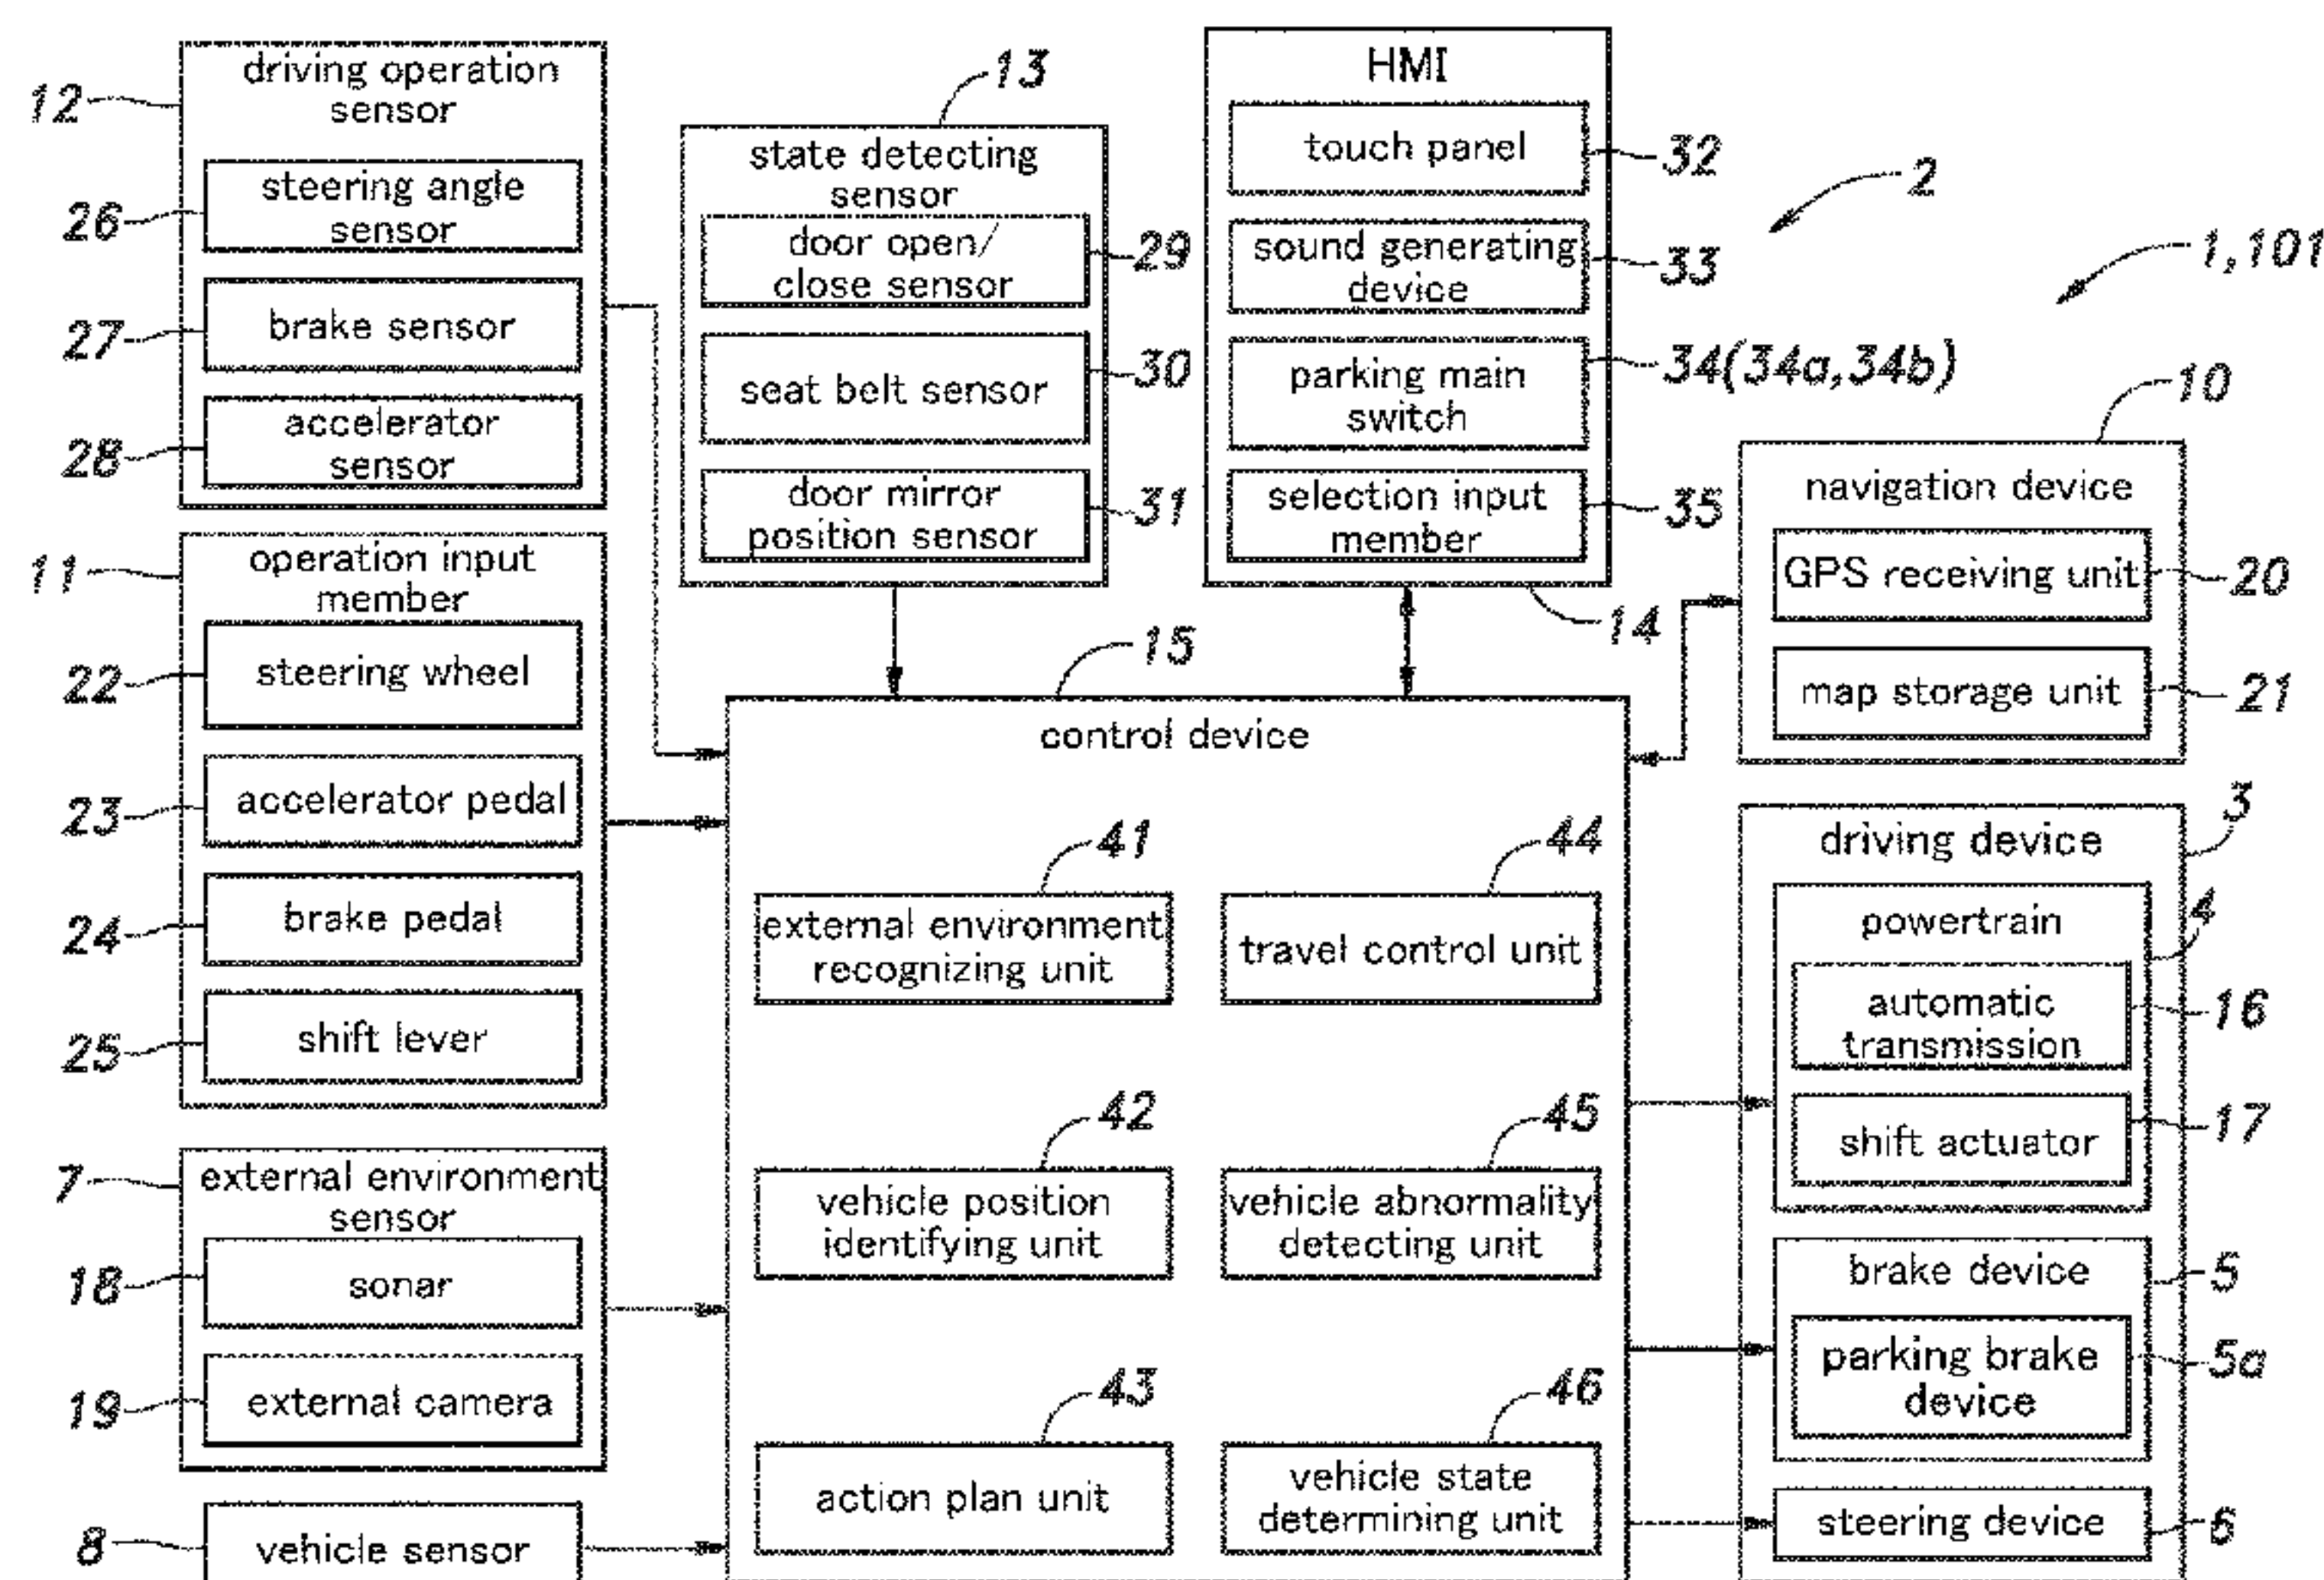 12
driving operation
sensor
26
steering angle
sensor
27
brake sensor
28
accelerator
sensor
13
state detecting
sensor
door open/
close sensor
29
seat belt sensor
30
door mirror
position sensor
31
HMI
touch panel
32
sound generating
device
33
parking main
switch
34(34a,34b)
selection input
member
35
14
2
1,101
10
navigation device
GPS receiving unit
20
map storage unit
21
11
operation input
member
22
steering wheel
23
accelerator pedal
24
brake pedal
25
shift lever
7
external environment
sensor
18
sonar
19
external camera
8
vehicle sensor
15
control device
41
external environment
recognizing unit
44
travel control unit
42
vehicle position
identifying unit
45
vehicle abnormality
detecting unit
43
action plan unit
46
vehicle state
determining unit
3
driving device
4
powertrain
automatic
transmission
16
shift actuator
17
brake device
5
parking brake
device
5a
steering device
6